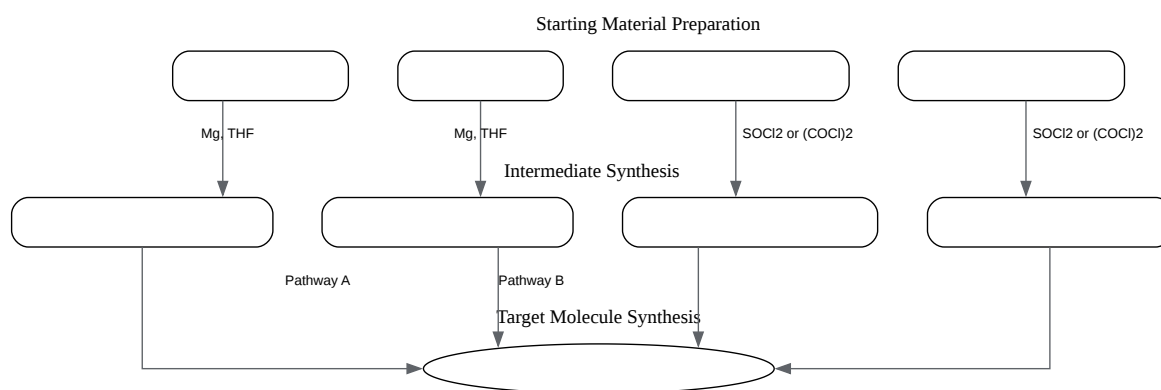 Starting Material Preparation
Mg, THF
Mg, THF
SOCl2 or (COCl)2
SOCl2 or (COCl)2
Intermediate Synthesis
Pathway A
Pathway B
Target Molecule Synthesis